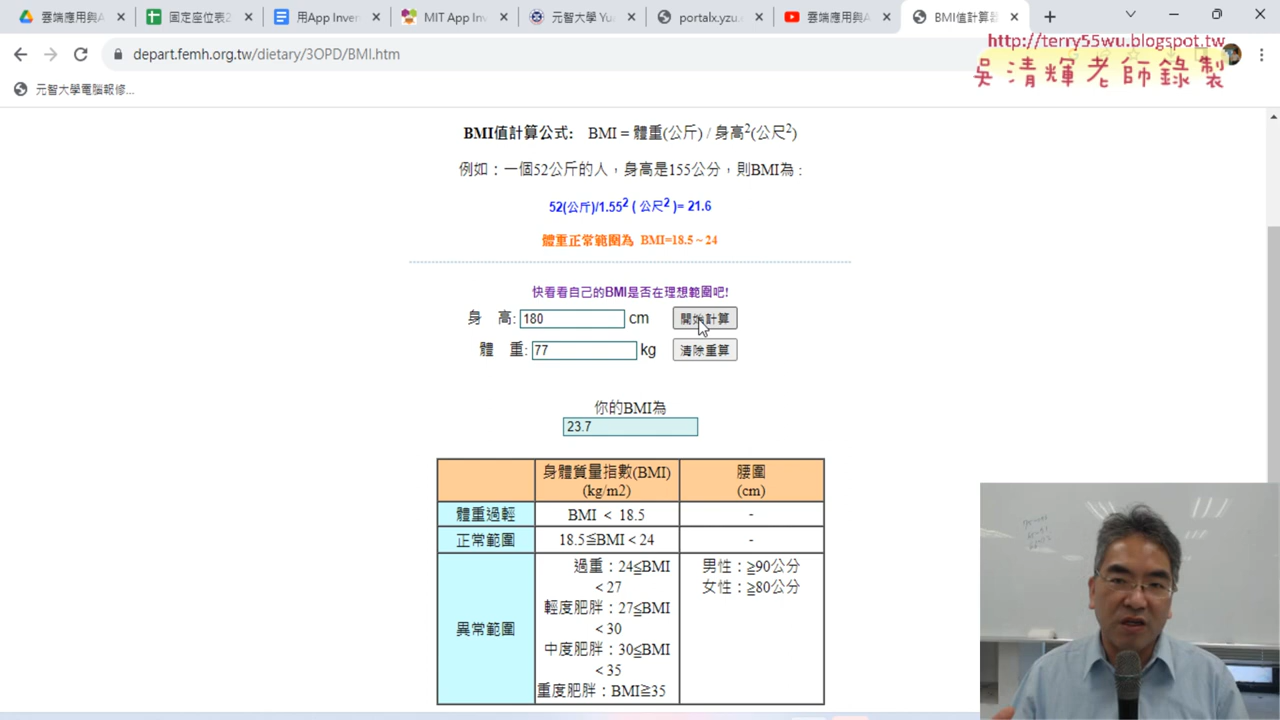 雲端應用與A
固定座位表2
用App Inven
MIT App Inv
元智大學 Yu
portalx.yzu.c
雲端應用與A
BMI值計算器
http://terry55wu.blogspot.tw
depart.femh.org.tw/dietary/3OPD/BMI.htm
吳清輝老師錄製
元智大學電腦報修...
BMI值計算公式: BMI = 體重(公斤) / 身高2(公尺2)
例如：一個52公斤的人，身高是155公分，則BMI為 :
52(公斤)/1.552 ( 公尺2 )= 21.6
體重正常範圍為 BMI=18.5 ~ 24
快看看自己的BMI是否在理想範圍吧!
身 高: 180 cm 開始計算
體 重: 77 kg 清除重算
你的BMI為
23.7
身體質量指數(BMI) 腰圍
(kg/m2) (cm)
體重過輕 BMI < 18.5 -
正常範圍 18.5≦BMI < 24 -
過重：24≦BMI 男性：≧90公分
< 27 女性：≧80公分
輕度肥胖：27≦BMI
異常範圍 < 30
中度肥胖：30≦BMI
< 35
重度肥胖：BMI≧35